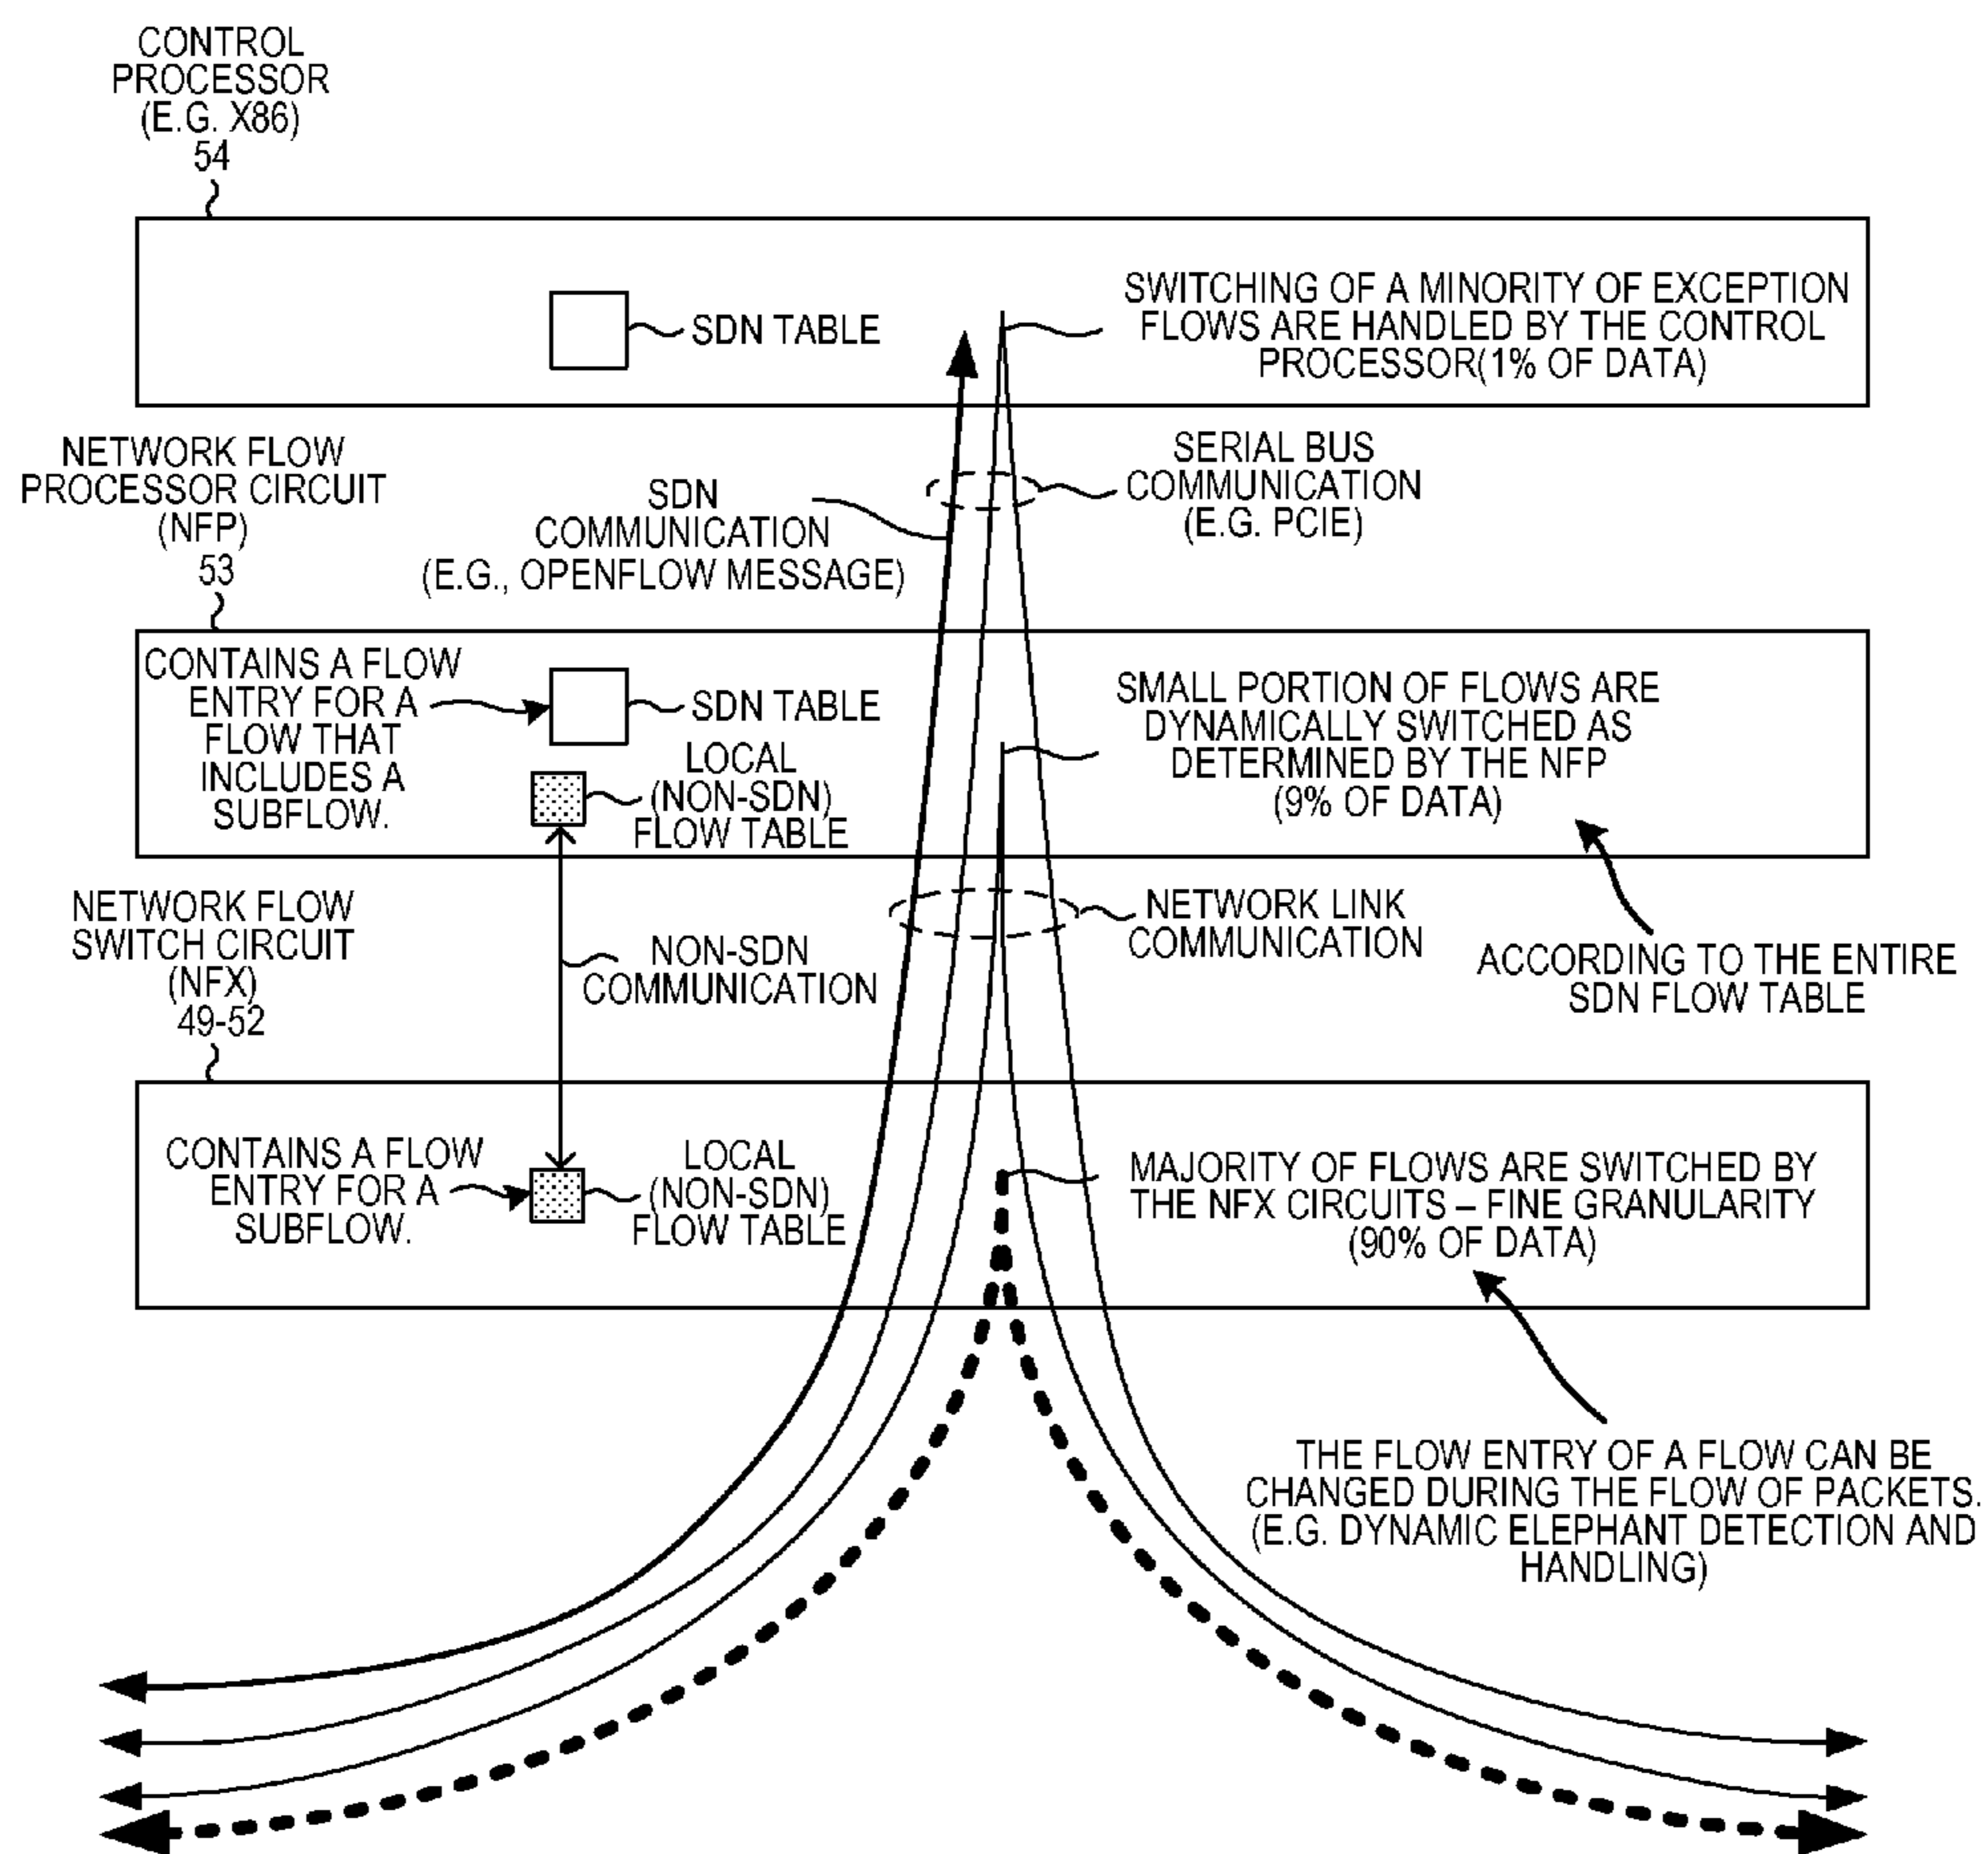 CONTROL
PROCESSOR
(E.G. X86)
54
SDN TABLE
SWITCHING OF A MINORITY OF EXCEPTION
FLOWS ARE HANDLED BY THE CONTROL
PROCESSOR(1% OF DATA)
NETWORK FLOW
PROCESSOR CIRCUIT
(NFP)
53
SDN
COMMUNICATION
(E.G., OPENFLOW MESSAGE)
SERIAL BUS
COMMUNICATION
(E.G. PCIE)
CONTAINS A FLOW
ENTRY FOR A
FLOW THAT
INCLUDES A
SUBFLOW.
SDN TABLE
LOCAL
(NON-SDN)
FLOW TABLE
SMALL PORTION OF FLOWS ARE
DYNAMICALLY SWITCHED AS
DETERMINED BY THE NFP
(9% OF DATA)
NETWORK FLOW
SWITCH CIRCUIT
(NFX)
49-52
NON-SDN
COMMUNICATION
NETWORK LINK
COMMUNICATION
ACCORDING TO THE ENTIRE
SDN FLOW TABLE
CONTAINS A FLOW
ENTRY FOR A
SUBFLOW.
LOCAL
(NON-SDN)
FLOW TABLE
MAJORITY OF FLOWS ARE SWITCHED BY
THE NFX CIRCUITS – FINE GRANULARITY
(90% OF DATA)
THE FLOW ENTRY OF A FLOW CAN BE
CHANGED DURING THE FLOW OF PACKETS.
(E.G. DYNAMIC ELEPHANT DETECTION AND
HANDLING)